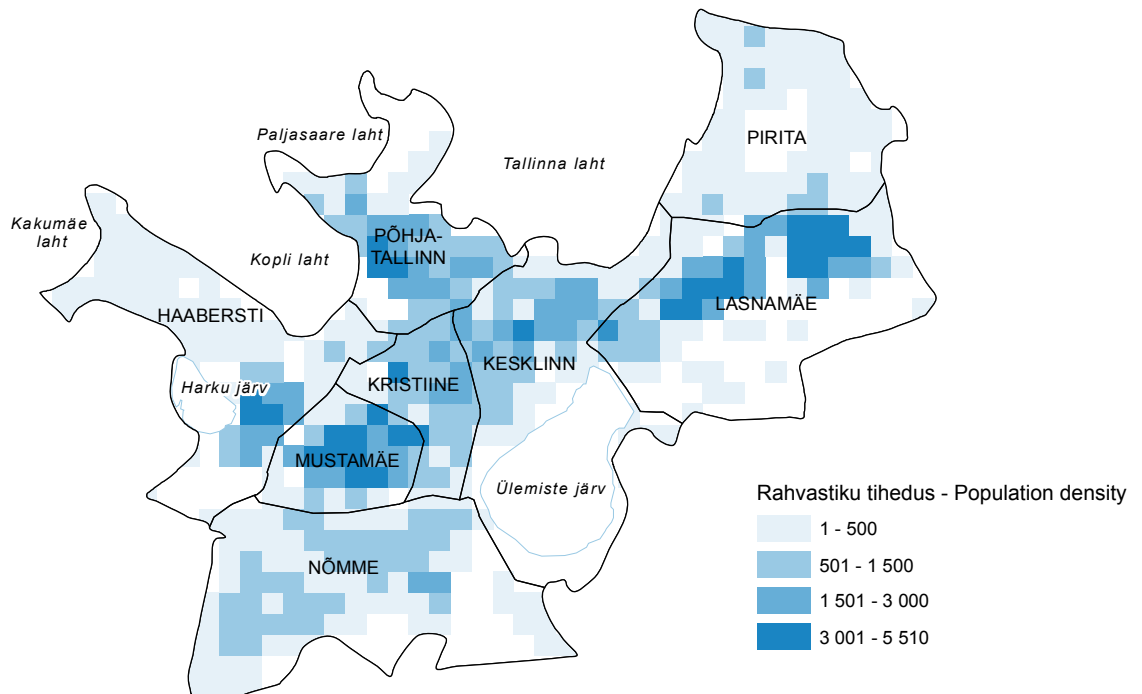 PIRITA
Paljasaare laht
Tallinna laht
Kakumäe
laht
PÕHJA-
TALLINN
Kopli laht
HAABERSTI
LASNAMÄE
KESKLINN
Harku järv
KRISTIINE
MUSTAMÄE
Ülemiste järv
NÕMME
Rahvastiku tihedus - Population density
1 - 500
501 - 1 500
1 501 - 3 000
3 001 - 5 510